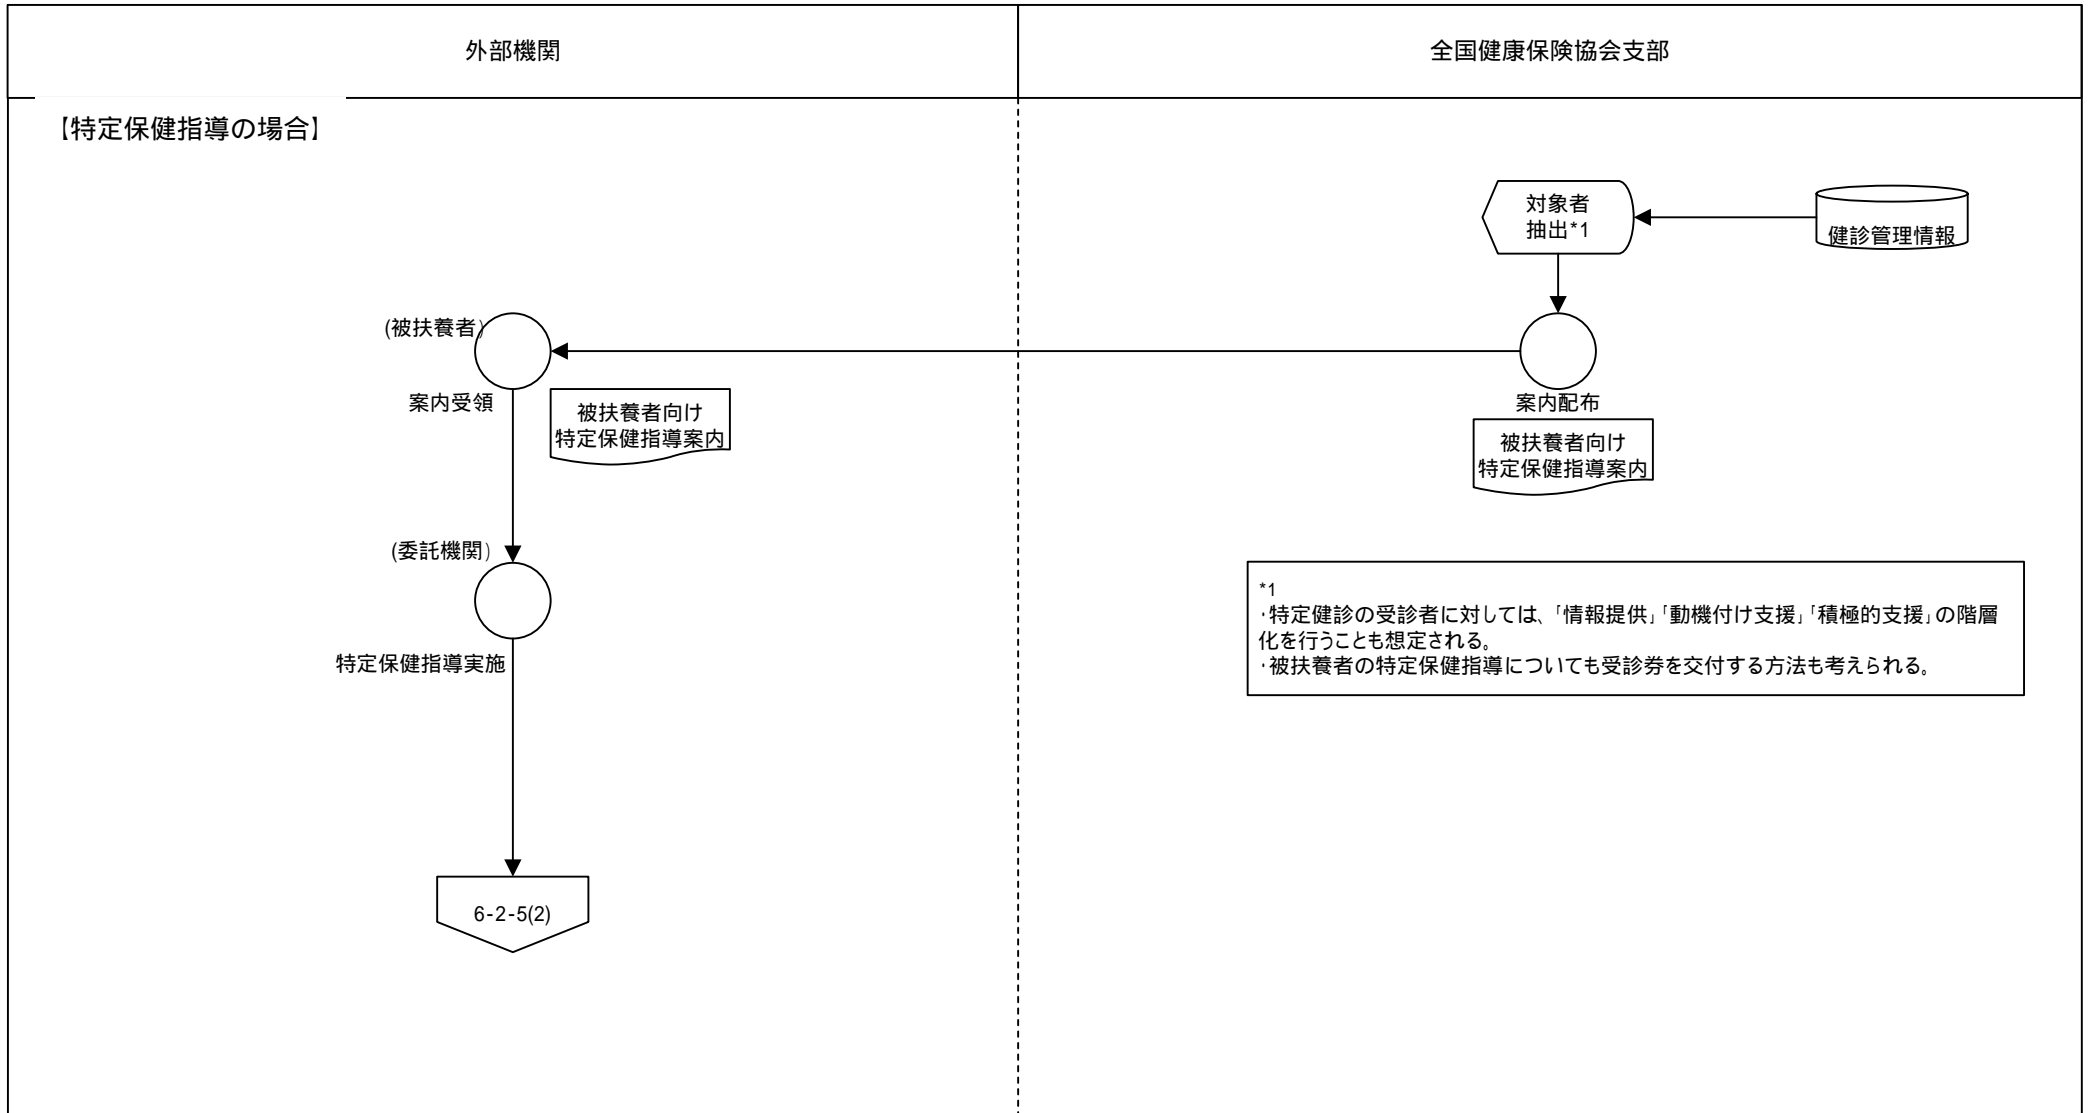 外部機関
全国健康保険協会支部
【特定保健指導の場合】
対象者
抽出*1
健診管理情報
(被扶養者)
案内受領
被扶養者向け
特定保健指導案内
案内配布
被扶養者向け
特定保健指導案内
(委託機関)
特定保健指導実施
*1
・特定健診の受診者に対しては、「情報提供」「動機付け支援」「積極的支援」の階層
化を行うことも想定される。
・被扶養者の特定保健指導についても受診券を交付する方法も考えられる。
6-2-5(2)